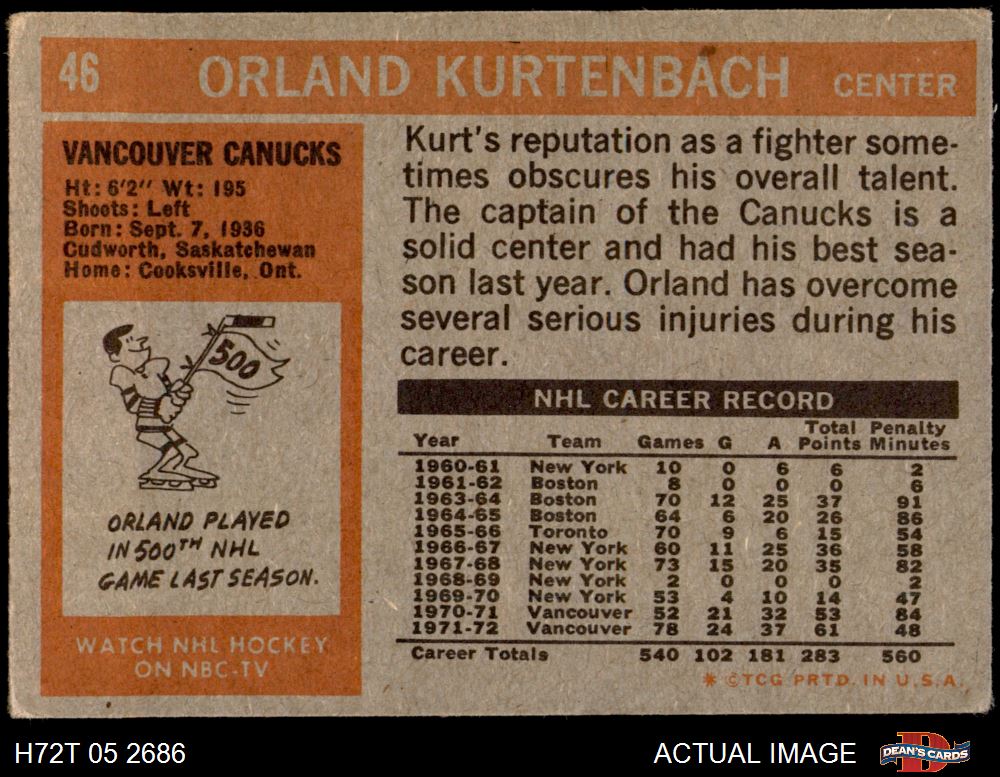 46 ORLAND KURTENBACH CENTER
VANCOUVER CANUCKS
Ht: 6'2" Wt: 195
Shoots: Left
Born: Sept. 7, 1936
Cudworth, Saskatchewan
Home: Cooksville, Ont.
500
ORLAND PLAYED
IN 500TH NHL
GAME LAST SEASON.
WATCH NHL HOCKEY
ON NBC-TV
Kurt's reputation as a fighter some-
times obscures his overall talent.
The captain of the Canucks is a
solid center and had his best sea-
son last year. Orland has overcome
several serious injuries during his
career.
NHL CAREER RECORD
Year Team Games G A Total Points Penalty Minutes
1960-61 New York 10 0 6 6 2
1961-62 Boston 8 0 0 0 6
1963-64 Boston 70 12 25 37 91
1964-65 Boston 64 6 20 26 86
1965-66 Toronto 70 9 6 15 54
1966-67 New York 60 11 25 36 58
1967-68 New York 73 15 20 35 82
1968-69 New York 2 0 0 0 2
1969-70 New York 53 4 10 14 47
1970-71 Vancouver 52 21 32 53 84
1971-72 Vancouver 78 24 37 61 48
Career Totals 540 102 181 283 560
* ©TCG PRTD. IN U.S.A.
H72T 05 2686 ACTUAL IMAGE DEAN'S CARDS